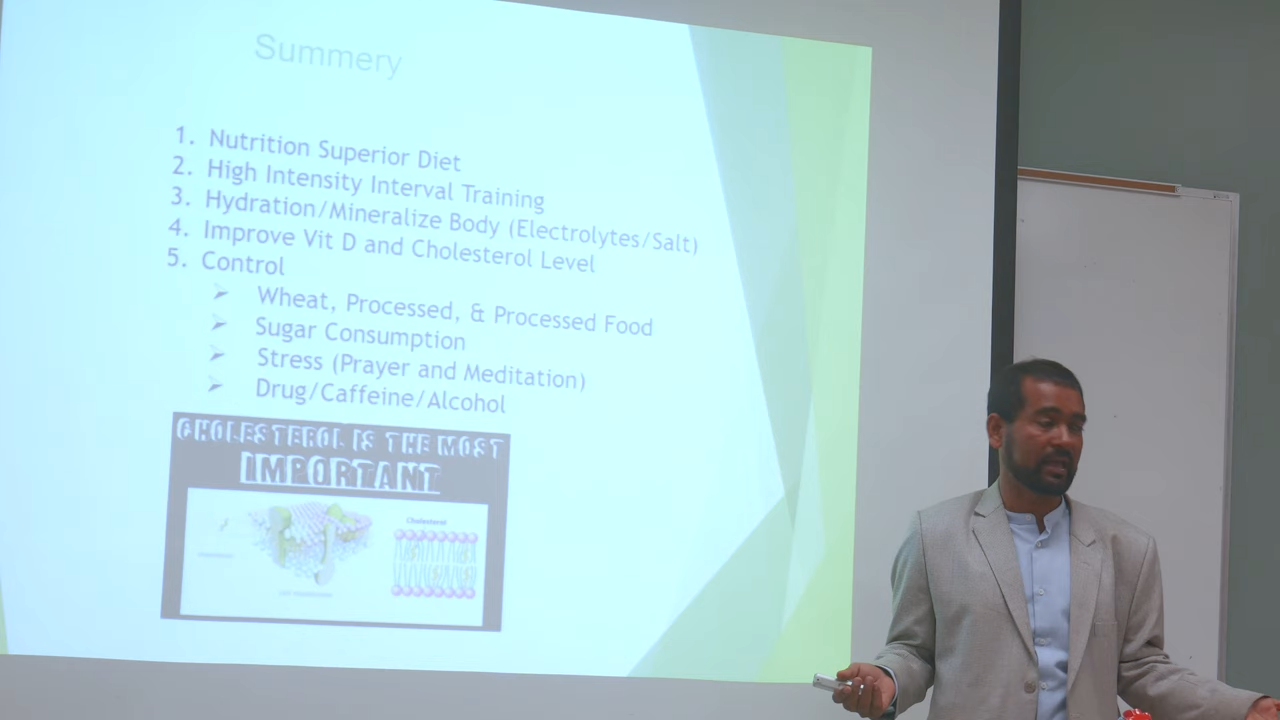 Summery
1. Nutrition Superior Diet
2. High Intensity Interval Training
3. Hydration/Mineralize Body (Electrolytes/Salt)
4. Improve Vit D and Cholesterol Level
5. Control
➢ Wheat, Processed, & Processed Food
➢ Sugar Consumption
➢ Stress (Prayer and Meditation)
➢ Drug/Caffeine/Alcohol
CHOLESTEROL IS THE MOST
IMPORTANT
Cholesterol